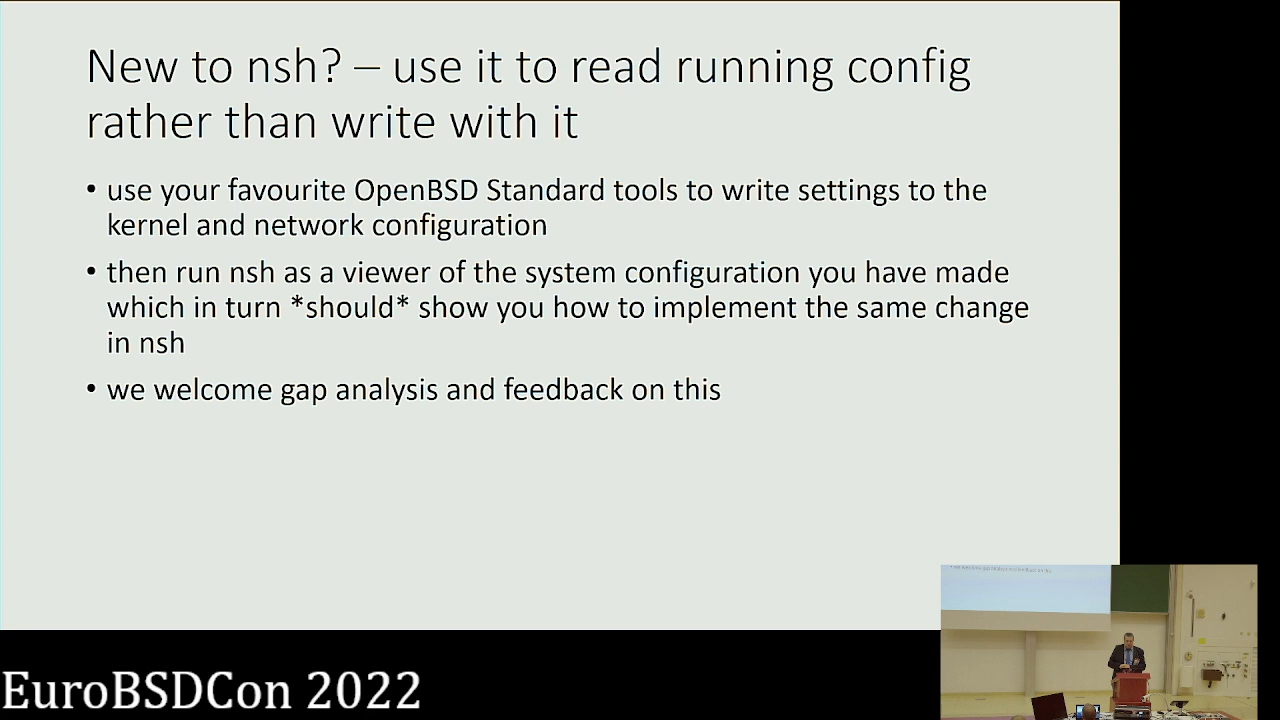 New to nsh? – use it to read running config
rather than write with it
• use your favourite OpenBSD Standard tools to write settings to the
kernel and network configuration
• then run nsh as a viewer of the system configuration you have made
which in turn *should* show you how to implement the same change
in nsh
• we welcome gap analysis and feedback on this
EuroBSDCon 2022